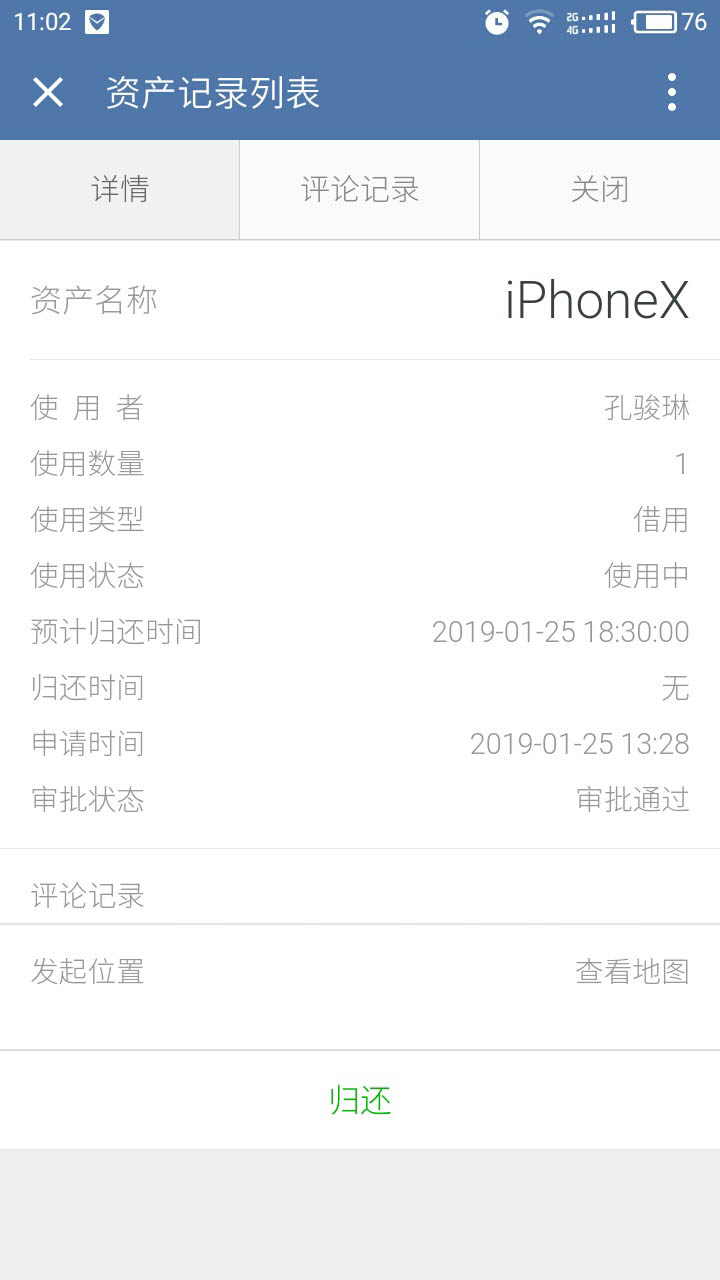 11:02 2G 4G 76
资产记录列表
详情 评论记录 关闭
资产名称 iPhoneX
使用者 孔骏琳
使用数量 1
使用类型 借用
使用状态 使用中
预计归还时间 2019-01-25 18:30:00
归还时间 无
申请时间 2019-01-25 13:28
审批状态 审批通过
评论记录
发起位置 查看地图
归还